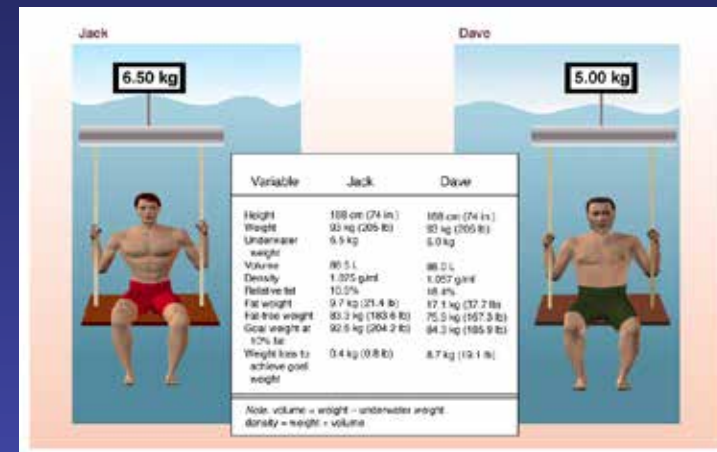 Jack
Dave
6.50 kg
5.00 kg
Variable Jack Dave
Height 188 cm (74 in.) 188 cm (74 in.)
Weight 93 kg (205 lb) 93 kg (205 lb)
Underwater 6.5 kg 5.0 kg
weight
Volume 86.5 L 88.0 L
Density 1.075 g/ml 1.057 g/ml
Relative fat 18.4%
Fat weight 9.7 kg (21.4 lb) 17.1 kg (37.7 lb)
Fat-free weight 83.3 kg (183.6 lb) 75.9 kg (167.3 lb)
Goal weight at 92.6 kg (204.2 lb) 84.3 kg (185.9 lb)
10% fat
Weight loss to 0.4 kg (0.8 lb) 8.7 kg (19.1 lb)
achieve goal
weight
Note. volume = weight – underwater weight
density = weight ÷ volume